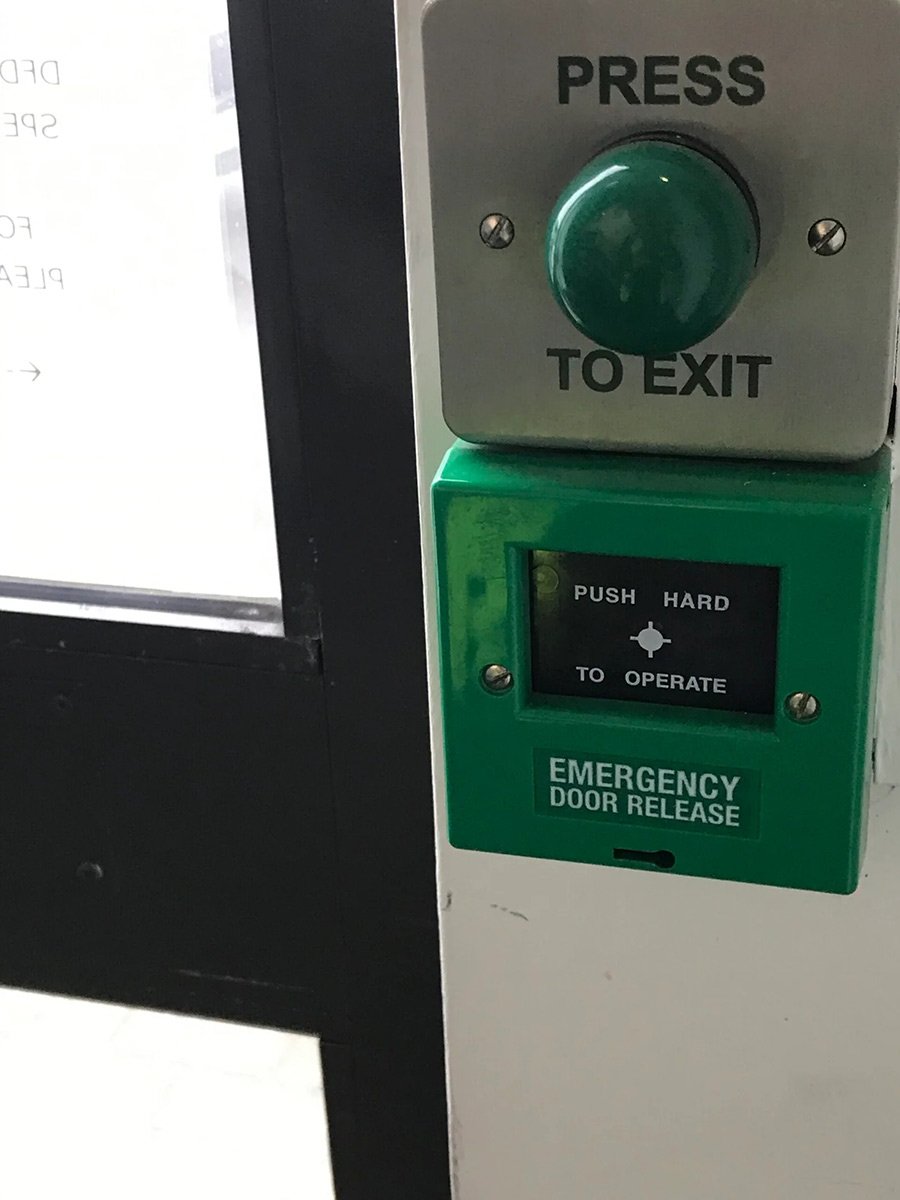 PRESS
TO EXIT
PUSH HARD
TO OPERATE
EMERGENCY
DOOR RELEASE